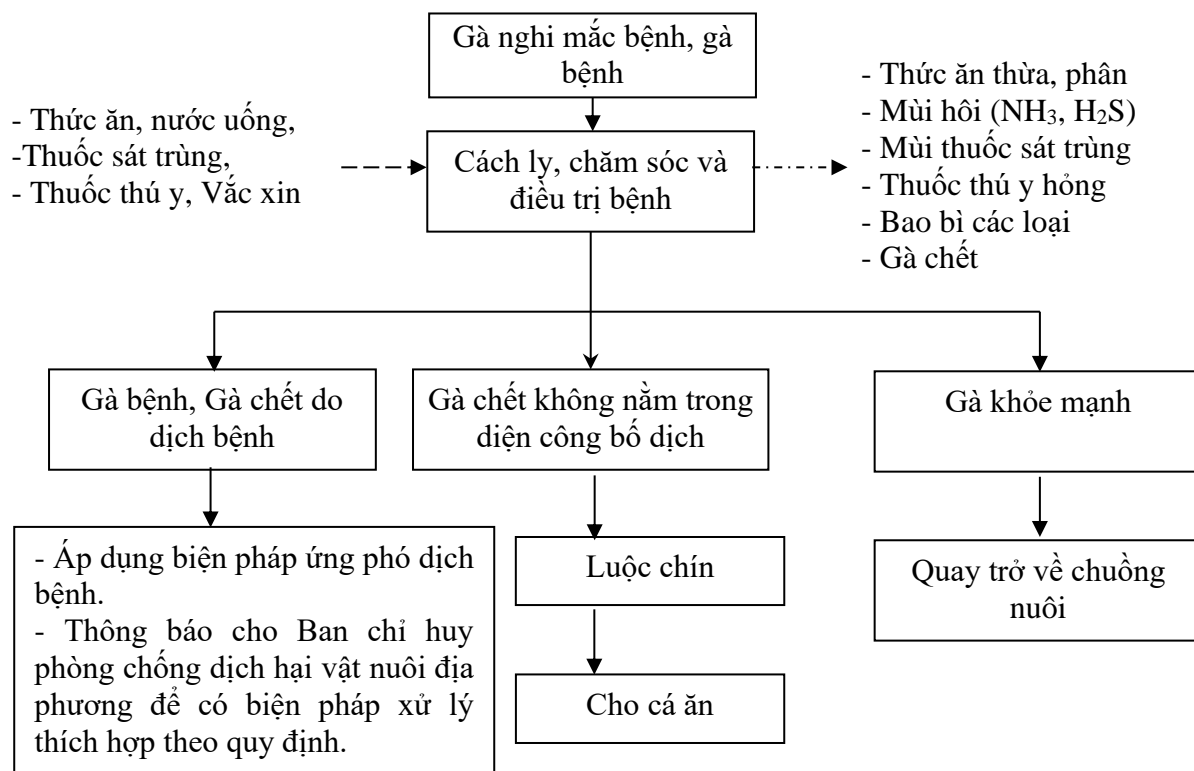 Gà nghi mắc bệnh, gà
bệnh
- Thức ăn, nước uống,
-Thuốc sát trùng,
- Thuốc thú y, Vắc xin
Cách ly, chăm sóc và
điều trị bệnh
- Thức ăn thừa, phân
- Mùi hôi (NH₃, H₂S)
- Mùi thuốc sát trùng
- Thuốc thú y hỏng
- Bao bì các loại
- Gà chết
Gà bệnh, Gà chết do
dịch bệnh
Gà chết không nằm trong
diện công bố dịch
Gà khỏe mạnh
- Áp dụng biện pháp ứng phó dịch
bệnh.
- Thông báo cho Ban chỉ huy
phòng chống dịch hại vật nuôi địa
phương để có biện pháp xử lý
thích hợp theo quy định.
Luộc chín
Cho cá ăn
Quay trở về chuồng
nuôi